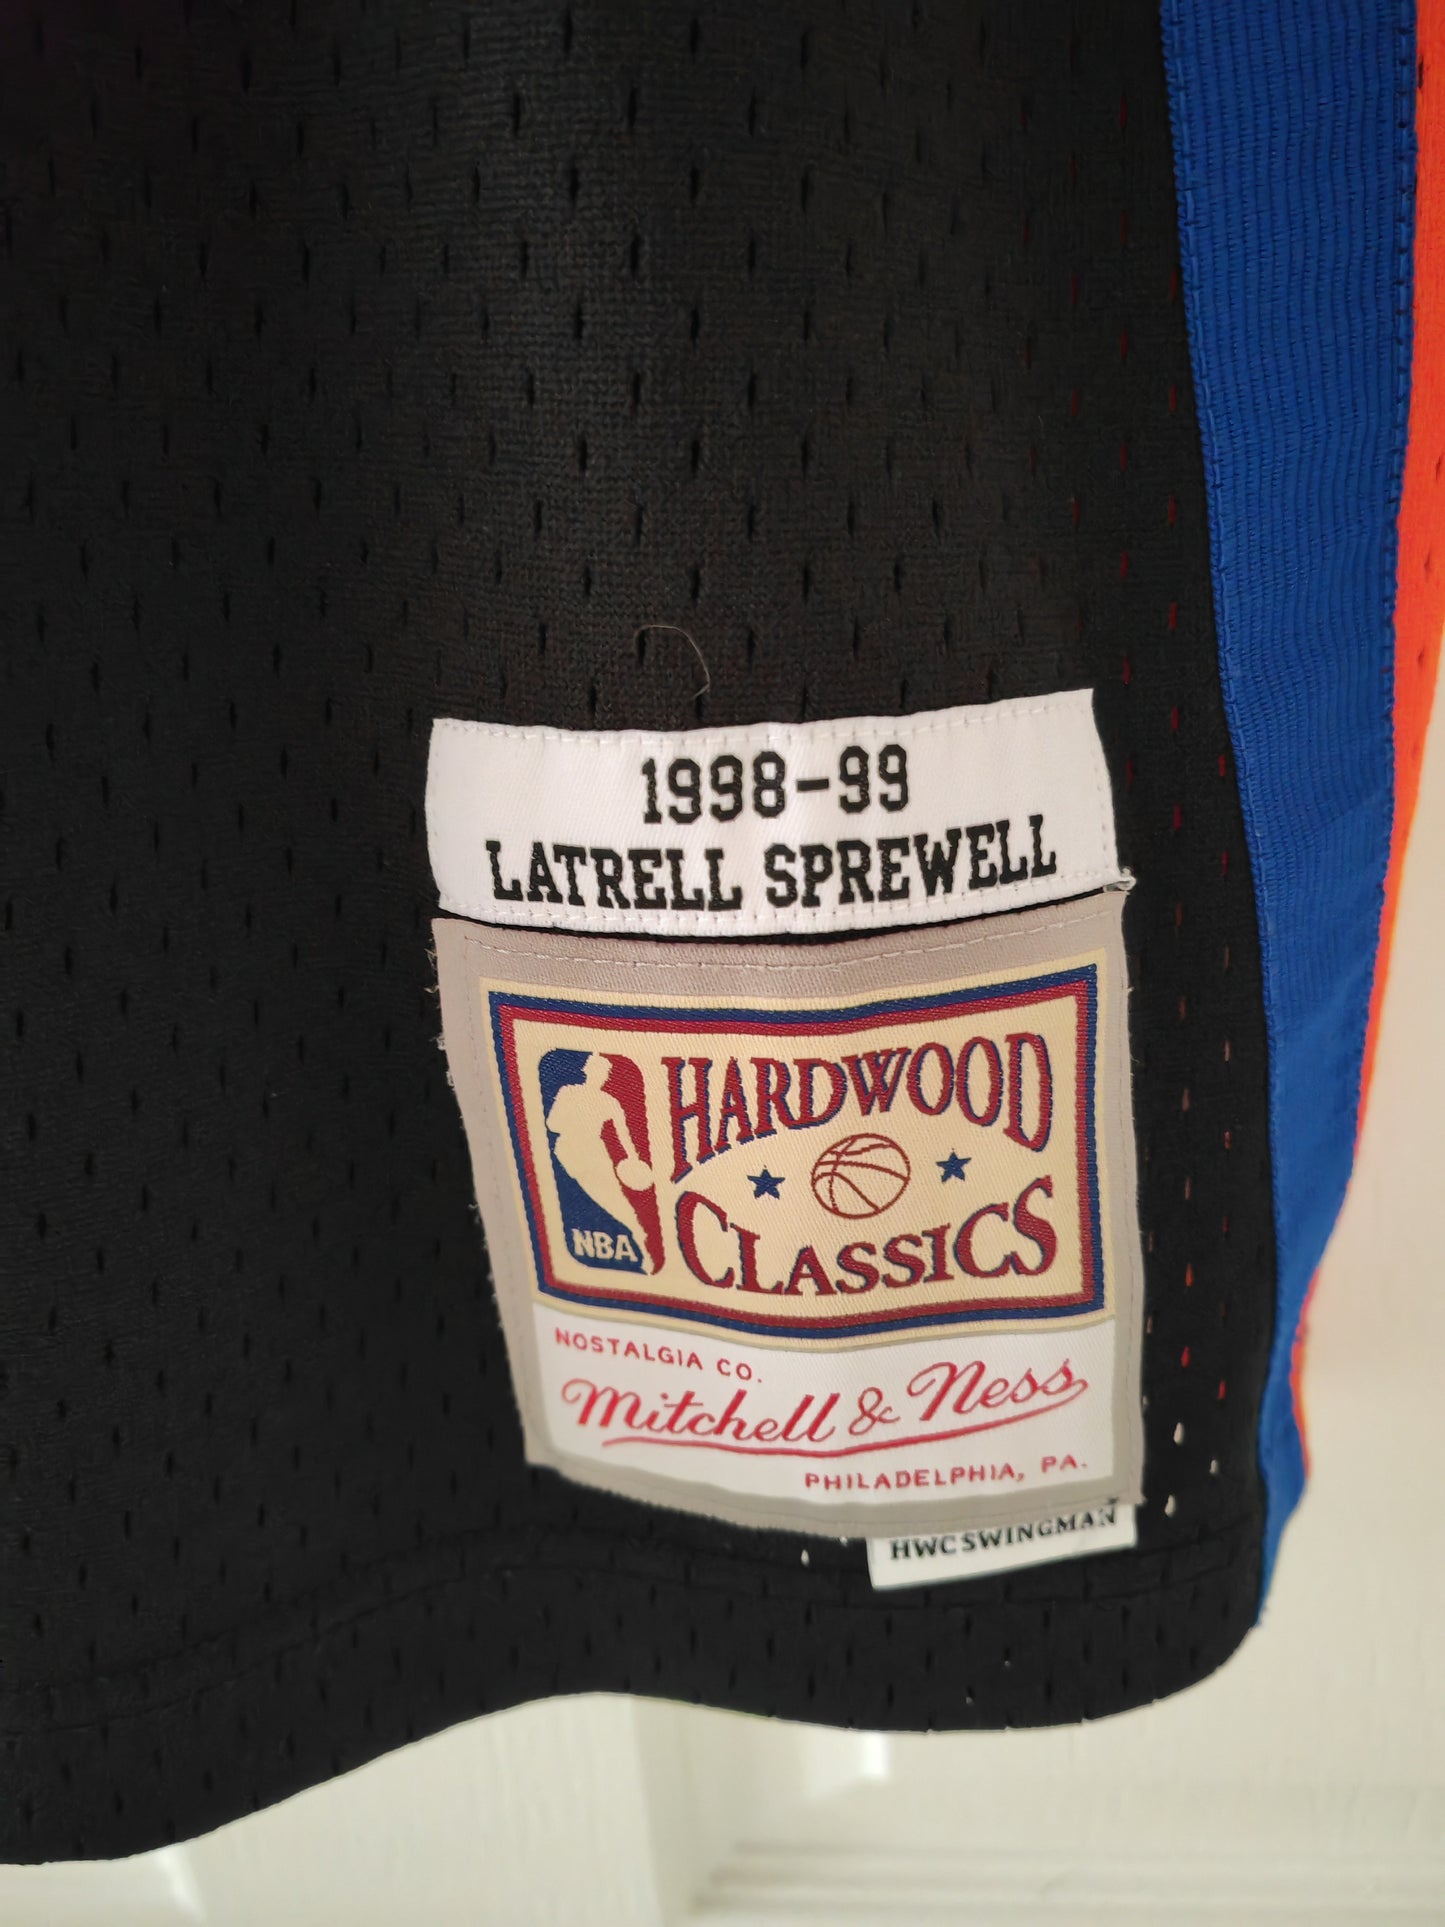 1998-99
LATRELL SPREWELL
HARDWOOD
CLASSICS
NBA
NOSTALGIA CO.
Mitchell & Ness
PHILADELPHIA, PA.
HWC SWINGMAN